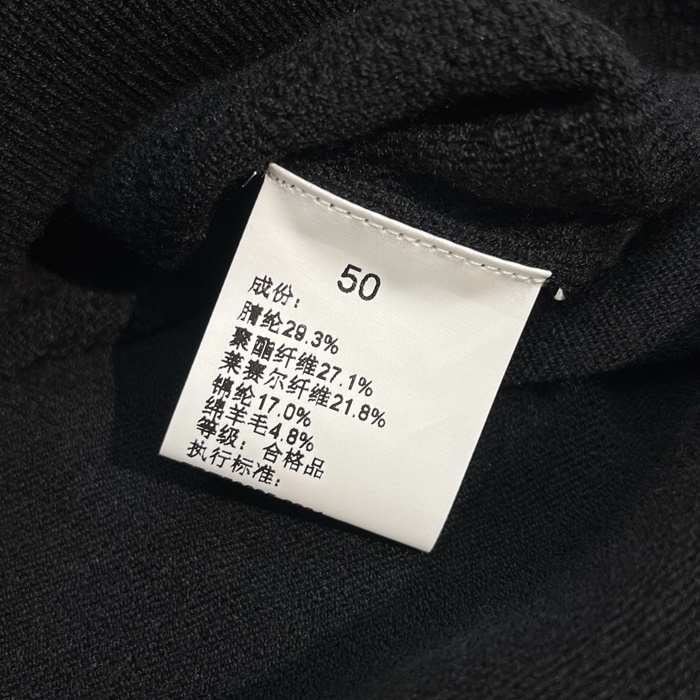 50
成份：
腈纶29.3%
聚酯纤维27.1%
莱赛尔纤维21.8%
锦纶17.0%
绵羊毛4.8%
等级：合格品
执行标准：